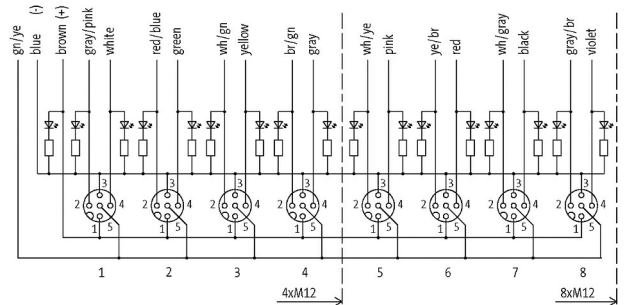 gn/ye
blue (-)
brown (+)
gray/pink
white
red/blue
green
wh/gn
yellow
br/gn
gray
wh/ye
pink
ye/br
red
wh/gray
black
gray/br
violet
3 3 3 3 3 3 3 3
2 4 2 4 2 4 2 4 2 4 2 4 2 4 2 4
1 5 1 5 1 5 1 5 1 5 1 5 1 5 1 5
1 2 3 4 5 6 7 8
4xM12 8xM12